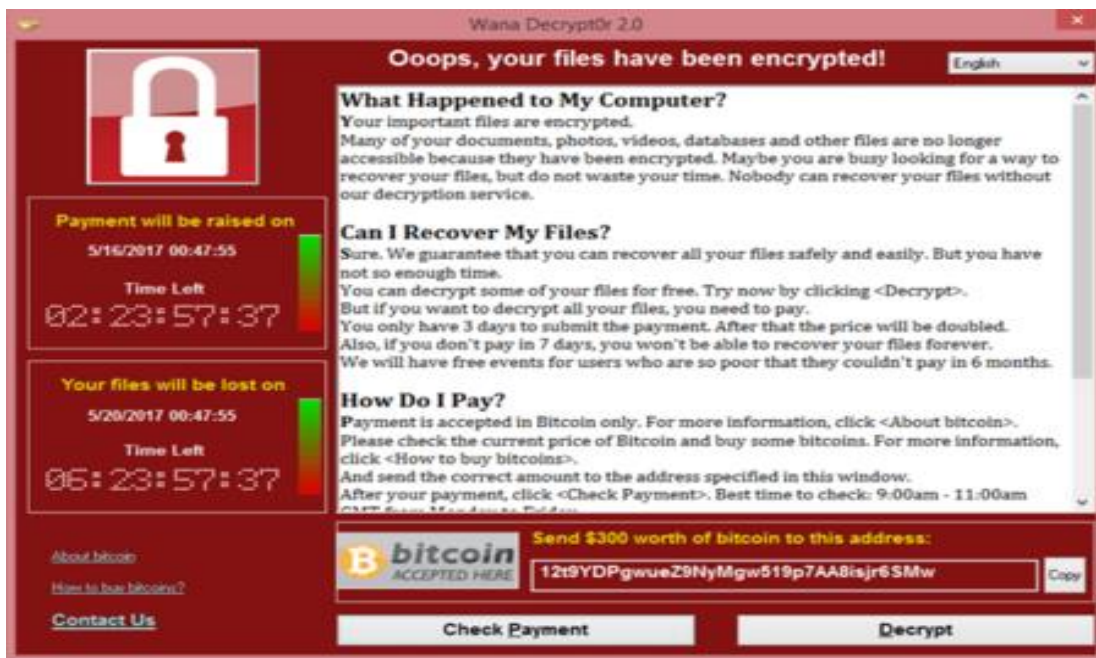 Wana Decrypt0r 2.0
Ooops, your files have been encrypted!
English
What Happened to My Computer?
Your important files are encrypted.
Many of your documents, photos, videos, databases and other files are no longer
accessible because they have been encrypted. Maybe you are busy looking for a way to
recover your files, but do not waste your time. Nobody can recover your files without
our decryption service.
Can I Recover My Files?
Sure. We guarantee that you can recover all your files safely and easily. But you have
not so enough time.
You can decrypt some of your files for free. Try now by clicking <Decrypt>.
But if you want to decrypt all your files, you need to pay.
You only have 3 days to submit the payment. After that the price will be doubled.
Also, if you don't pay in 7 days, you won't be able to recover your files forever.
We will have free events for users who are so poor that they couldn't pay in 6 months.
How Do I Pay?
Payment is accepted in Bitcoin only. For more information, click <About bitcoin>.
Please check the current price of Bitcoin and buy some bitcoins. For more information,
click <How to buy bitcoins>.
And send the correct amount to the address specified in this window.
After your payment, click <Check Payment>. Best time to check: 9:00am - 11:00am
GMT from Monday to Friday
Payment will be raised on
5/16/2017 00:47:55
Time Left
02:23:57:37
Your files will be lost on
5/20/2017 00:47:55
Time Left
06:23:57:37
About bitcoin
How to buy bitcoins?
Contact Us
bitcoin
ACCEPTED HERE
Send $300 worth of bitcoin to this address:
12t9YDPgwueZ9NyMgw519p7AA8isjr6SMw
Copy
Check Payment
Decrypt